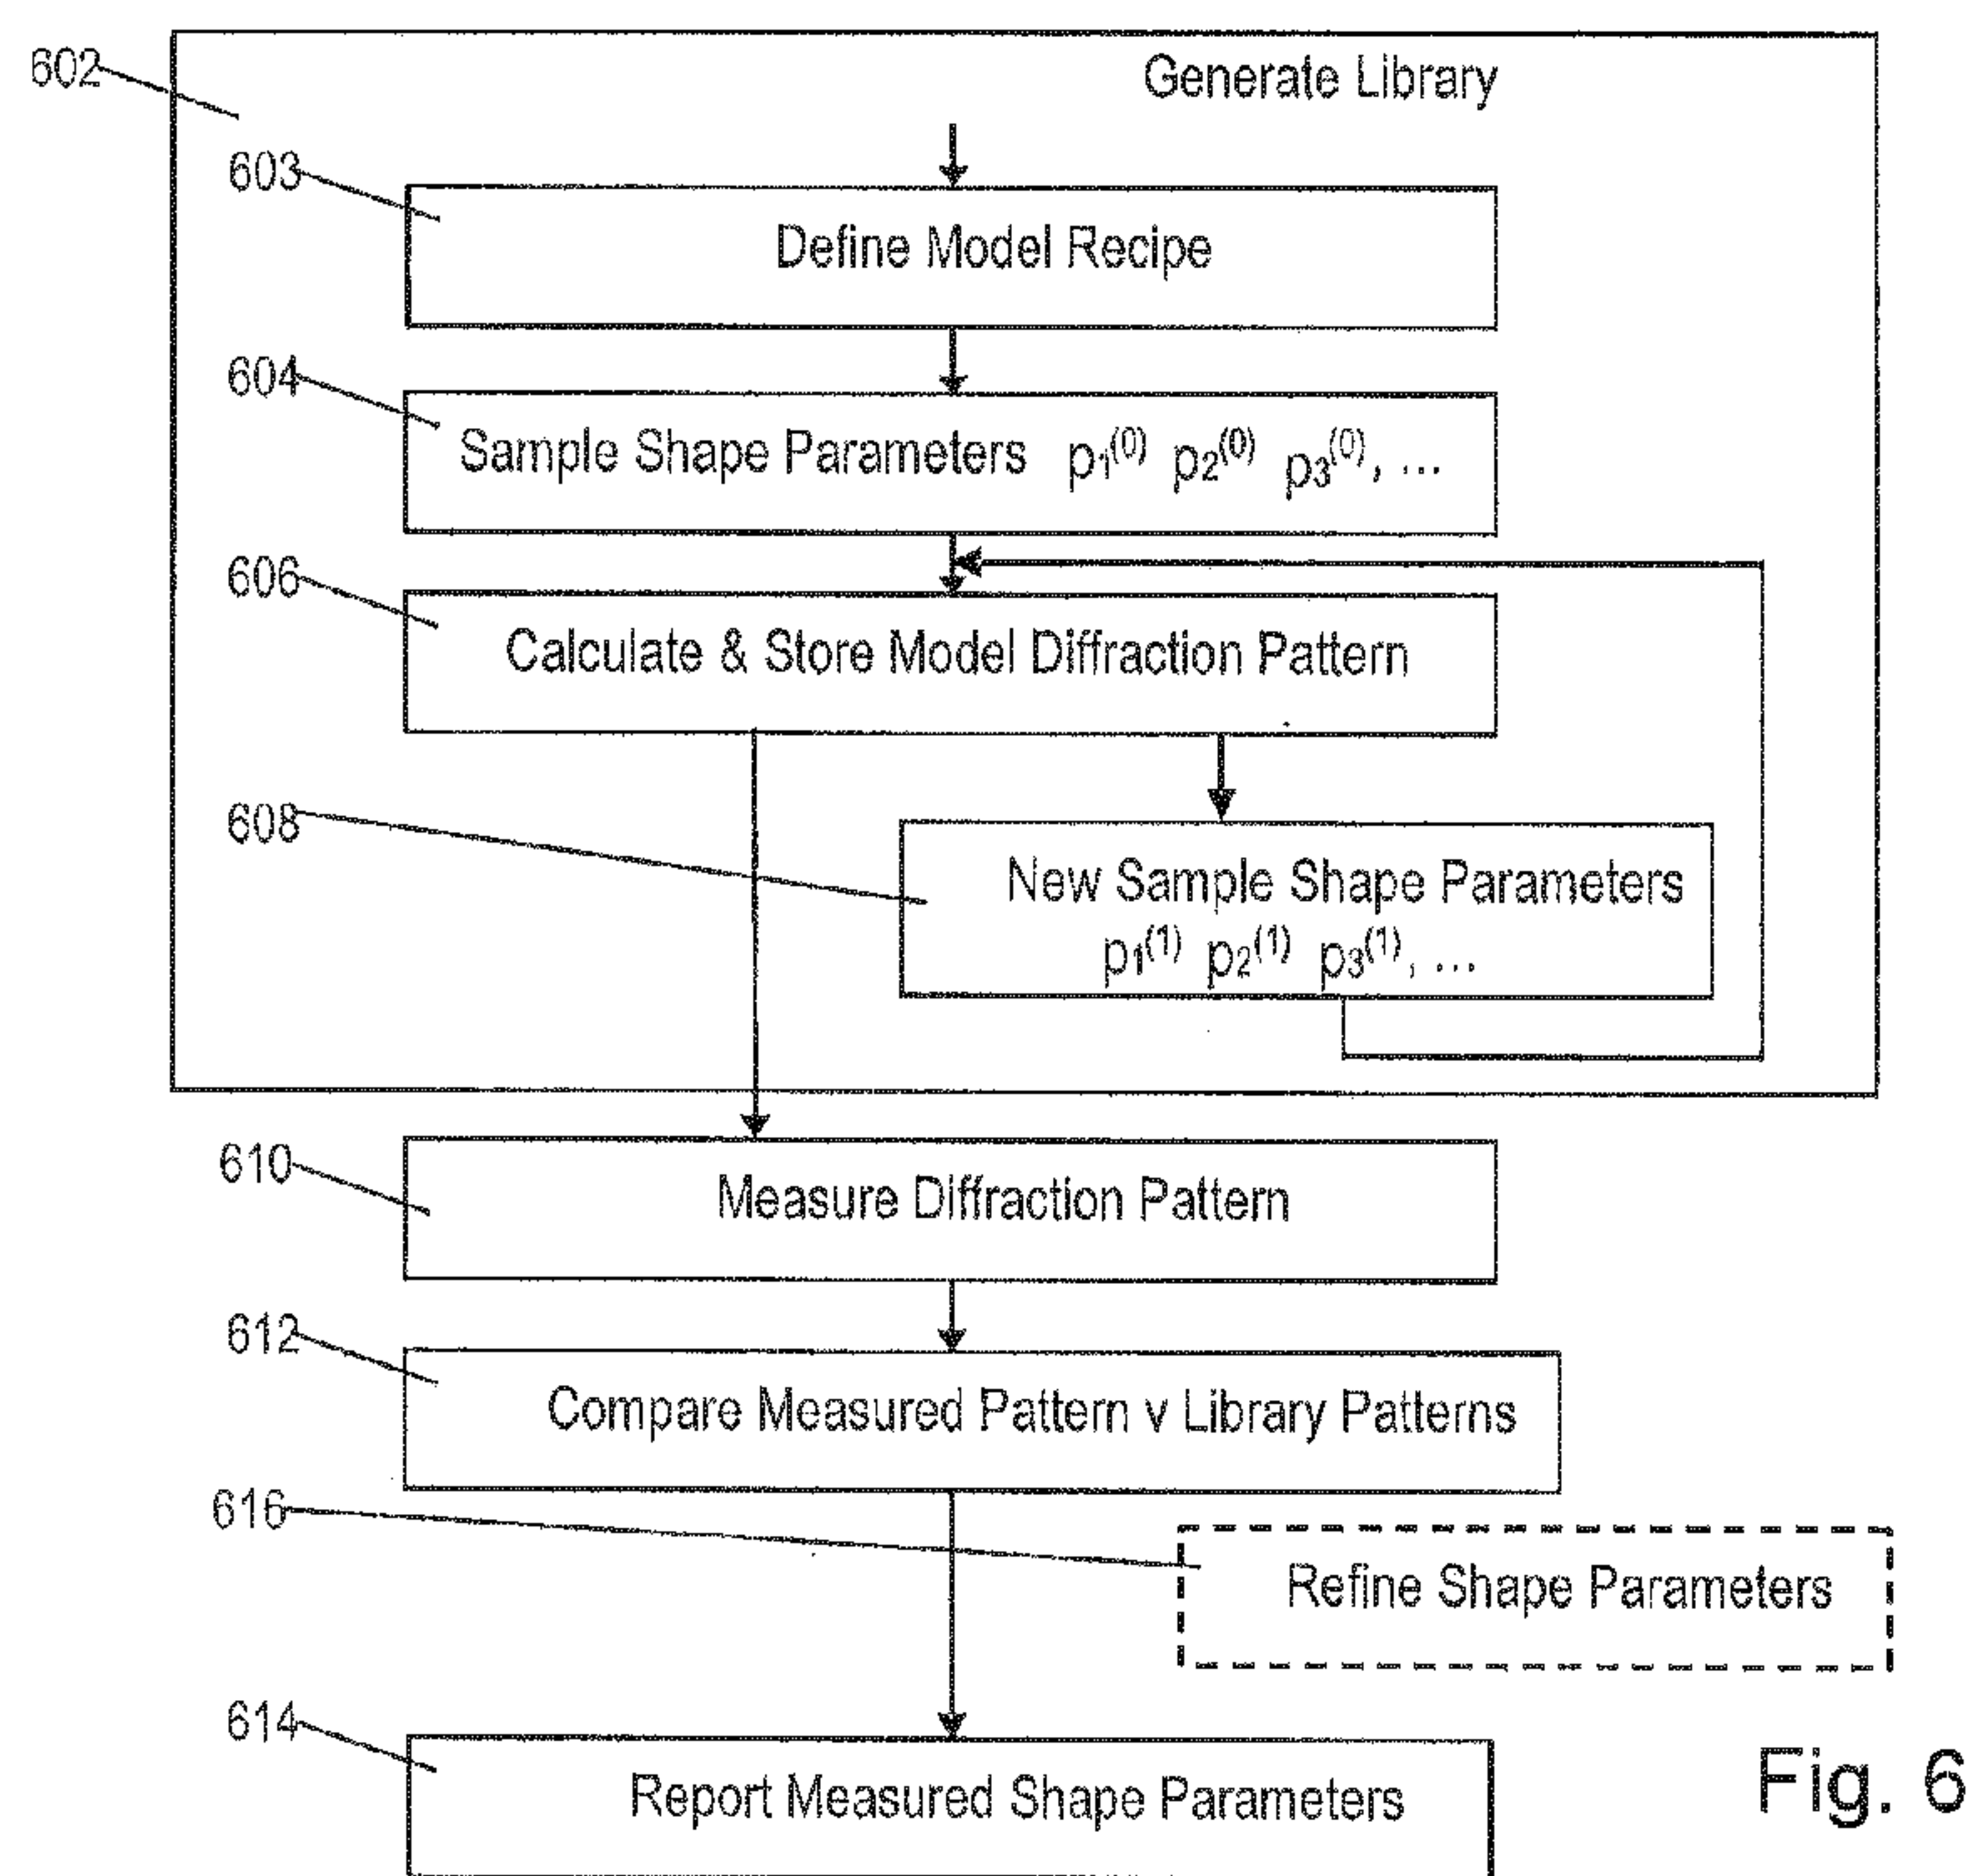 602
Generate Library
603
Define Model Recipe
604
Sample Shape Parameters p₁⁽⁰⁾ p₂⁽⁰⁾ p₃⁽⁰⁾, ...
606
Calculate & Store Model Diffraction Pattern
608
New Sample Shape Parameters
p₁⁽¹⁾ p₂⁽¹⁾ p₃⁽¹⁾, ...
610
Measure Diffraction Pattern
612
Compare Measured Pattern v Library Patterns
616
Refine Shape Parameters
614
Report Measured Shape Parameters
Fig. 6